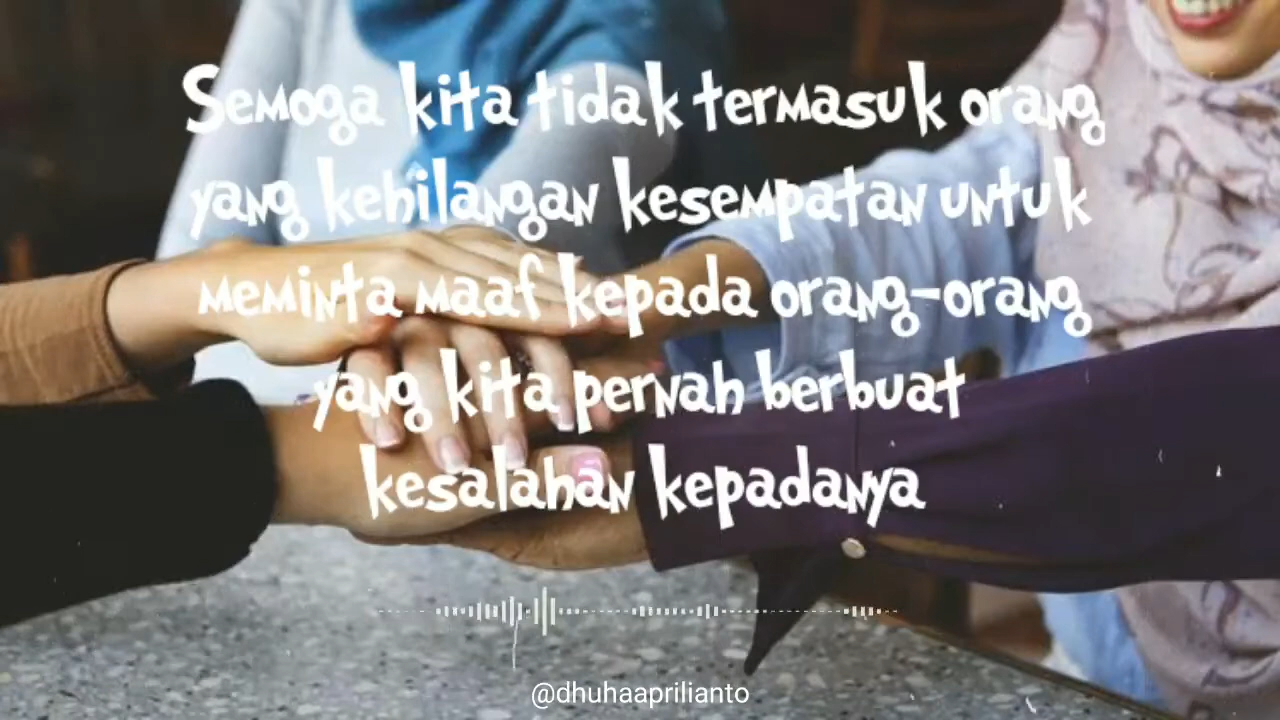 Semoga kita tidak termasuk orang
yang kehilangan kesempatan untuk
meminta maaf kepada orang-orang
yang kita pernah berbuat
kesalahan kepadanya
@dhuhaaprilianto